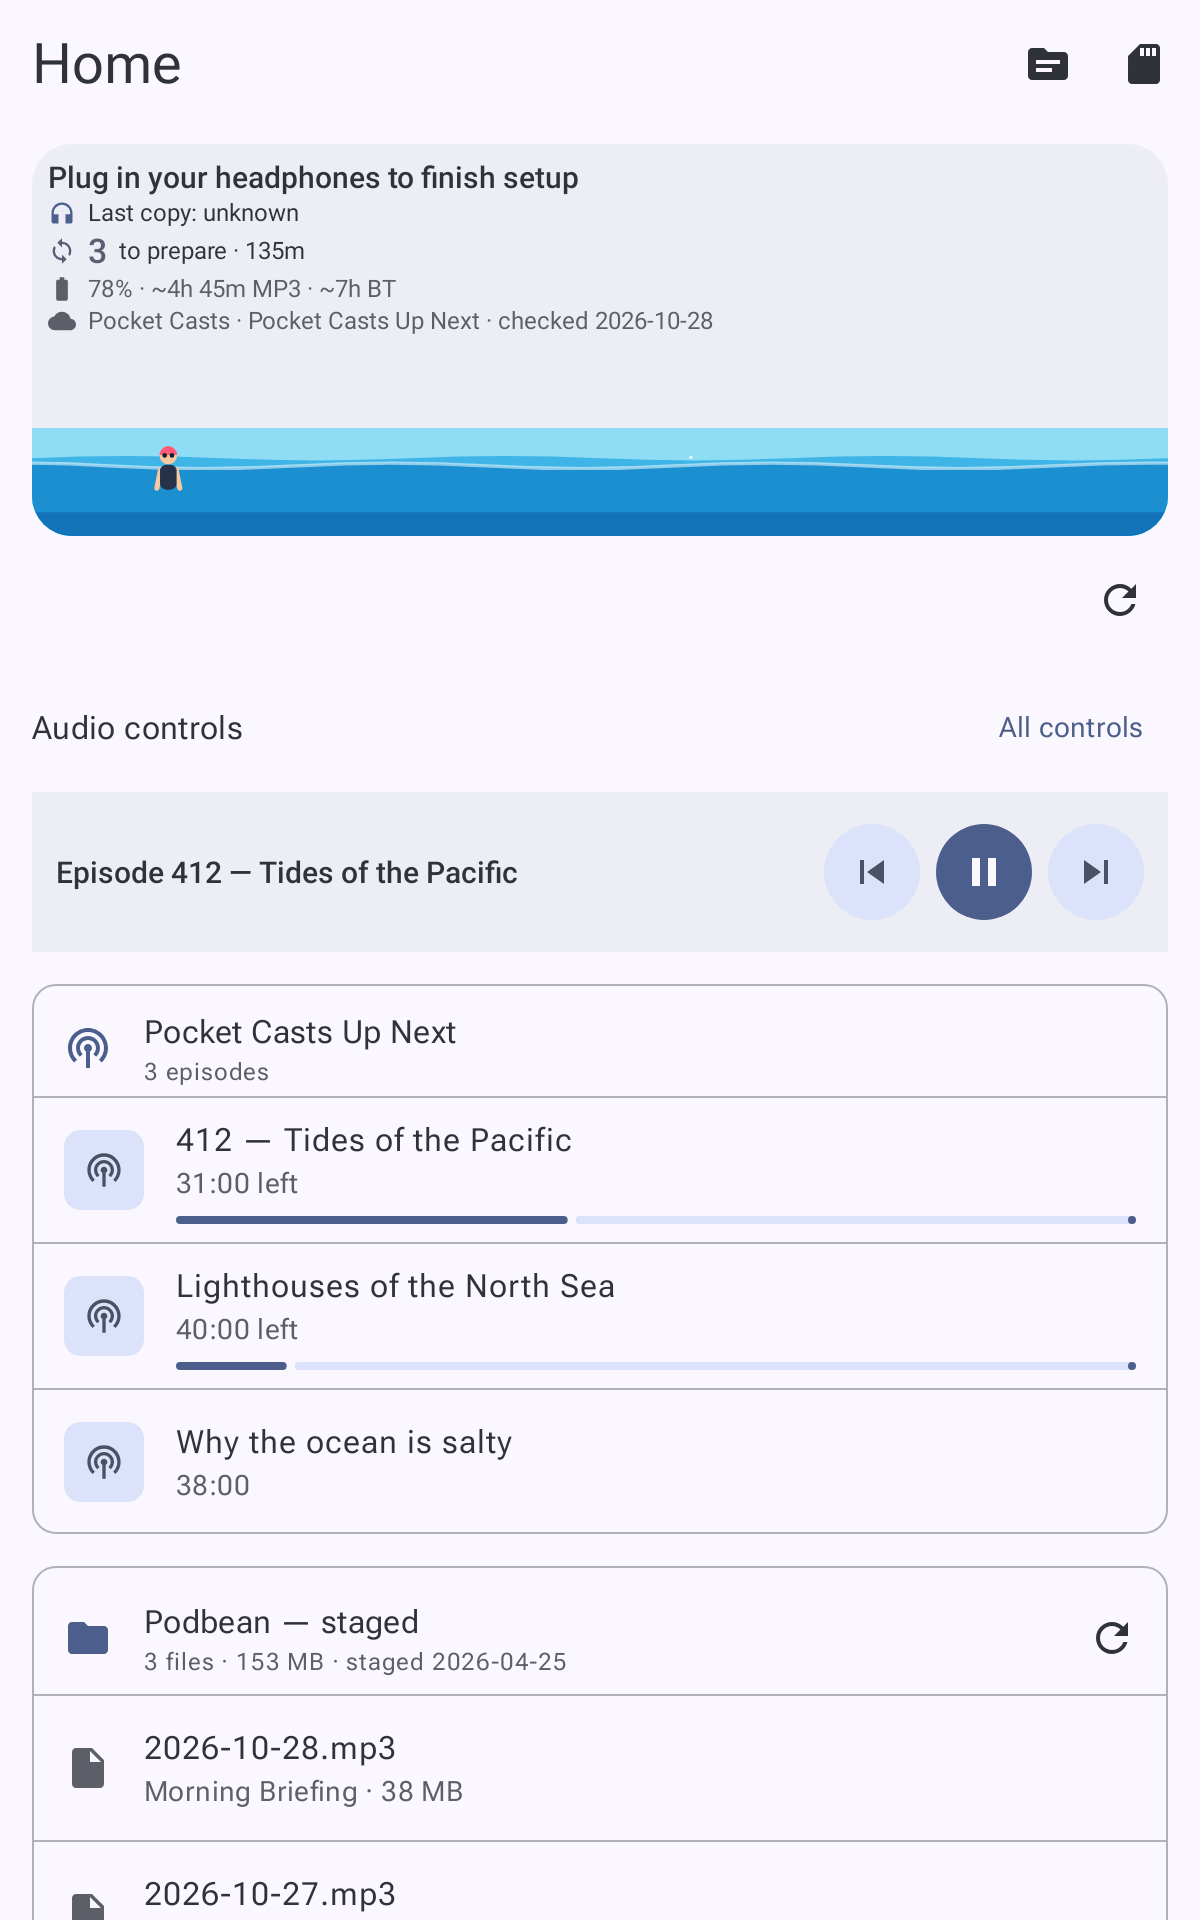 Home
Plug in your headphones to finish setup
Last copy: unknown
3 to prepare · 135m
78% · ~4h 45m MP3 · ~7h BT
Pocket Casts · Pocket Casts Up Next · checked 2026-10-28
Audio controls
All controls
Episode 412 — Tides of the Pacific
Pocket Casts Up Next
3 episodes
412 — Tides of the Pacific
31:00 left
Lighthouses of the North Sea
40:00 left
Why the ocean is salty
38:00
Podbean — staged
3 files · 153 MB · staged 2026-04-25
2026-10-28.mp3
Morning Briefing · 38 MB
2026-10-27.mp3